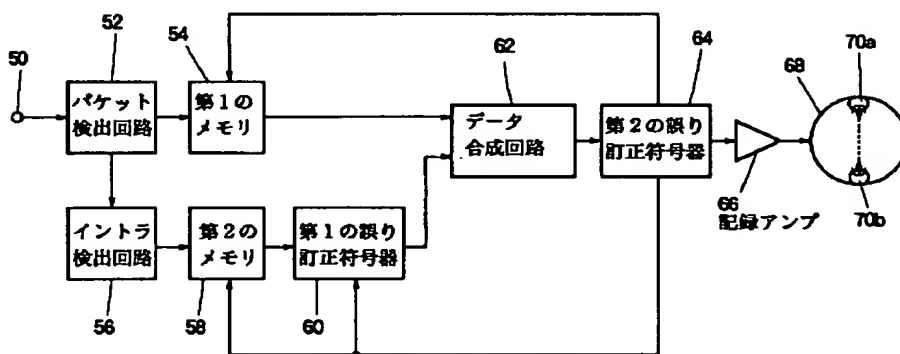 50
52
パケット
検出回路
54
第1の
メモリ
62
データ
合成回路
64
第2の誤り
訂正符号器
66
記録アンプ
68
70a
70b
イントラ
検出回路
56
第2の
メモリ
58
第1の誤り
訂正符号器
60